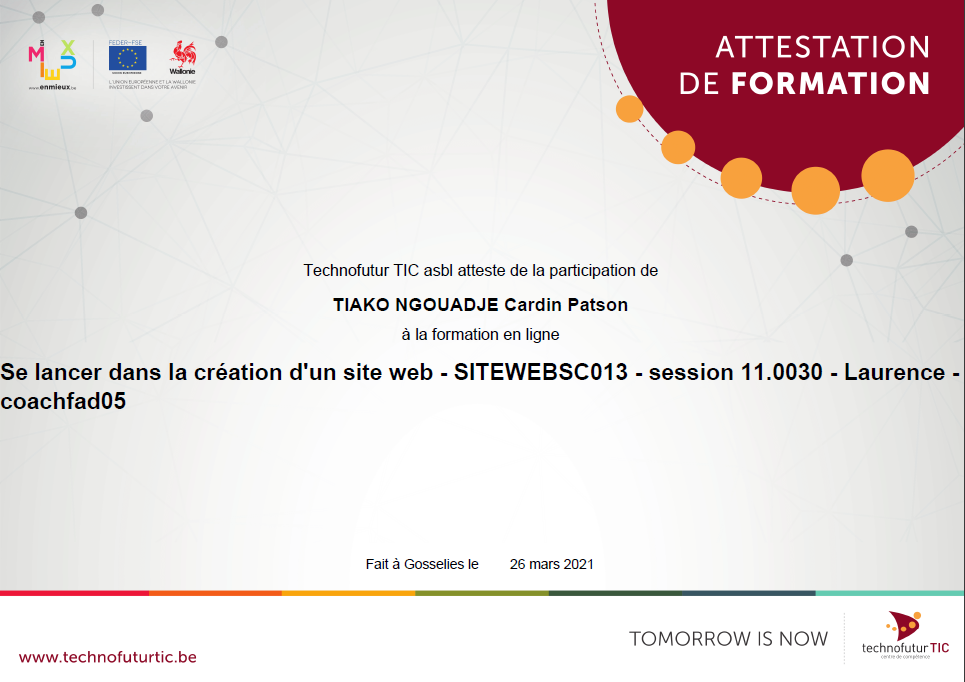 EN
MIEUX
www.enmieux.be
FEDER-FSE
UNION EUROPEENNE
Wallonie
L'UNION EUROPÉENNE ET LA WALLONIE
INVESTISSENT DANS VOTRE AVENIR
ATTESTATION
DE FORMATION
Technofutur TIC asbl atteste de la participation de
TIAKO NGOUADJE Cardin Patson
à la formation en ligne
Se lancer dans la création d'un site web - SITEWEBSC013 - session 11.0030 - Laurence -
coachfad05
Fait à Gosselies le 26 mars 2021
TOMORROW IS NOW
technofutur TIC
centre de compétence
www.technofuturtic.be